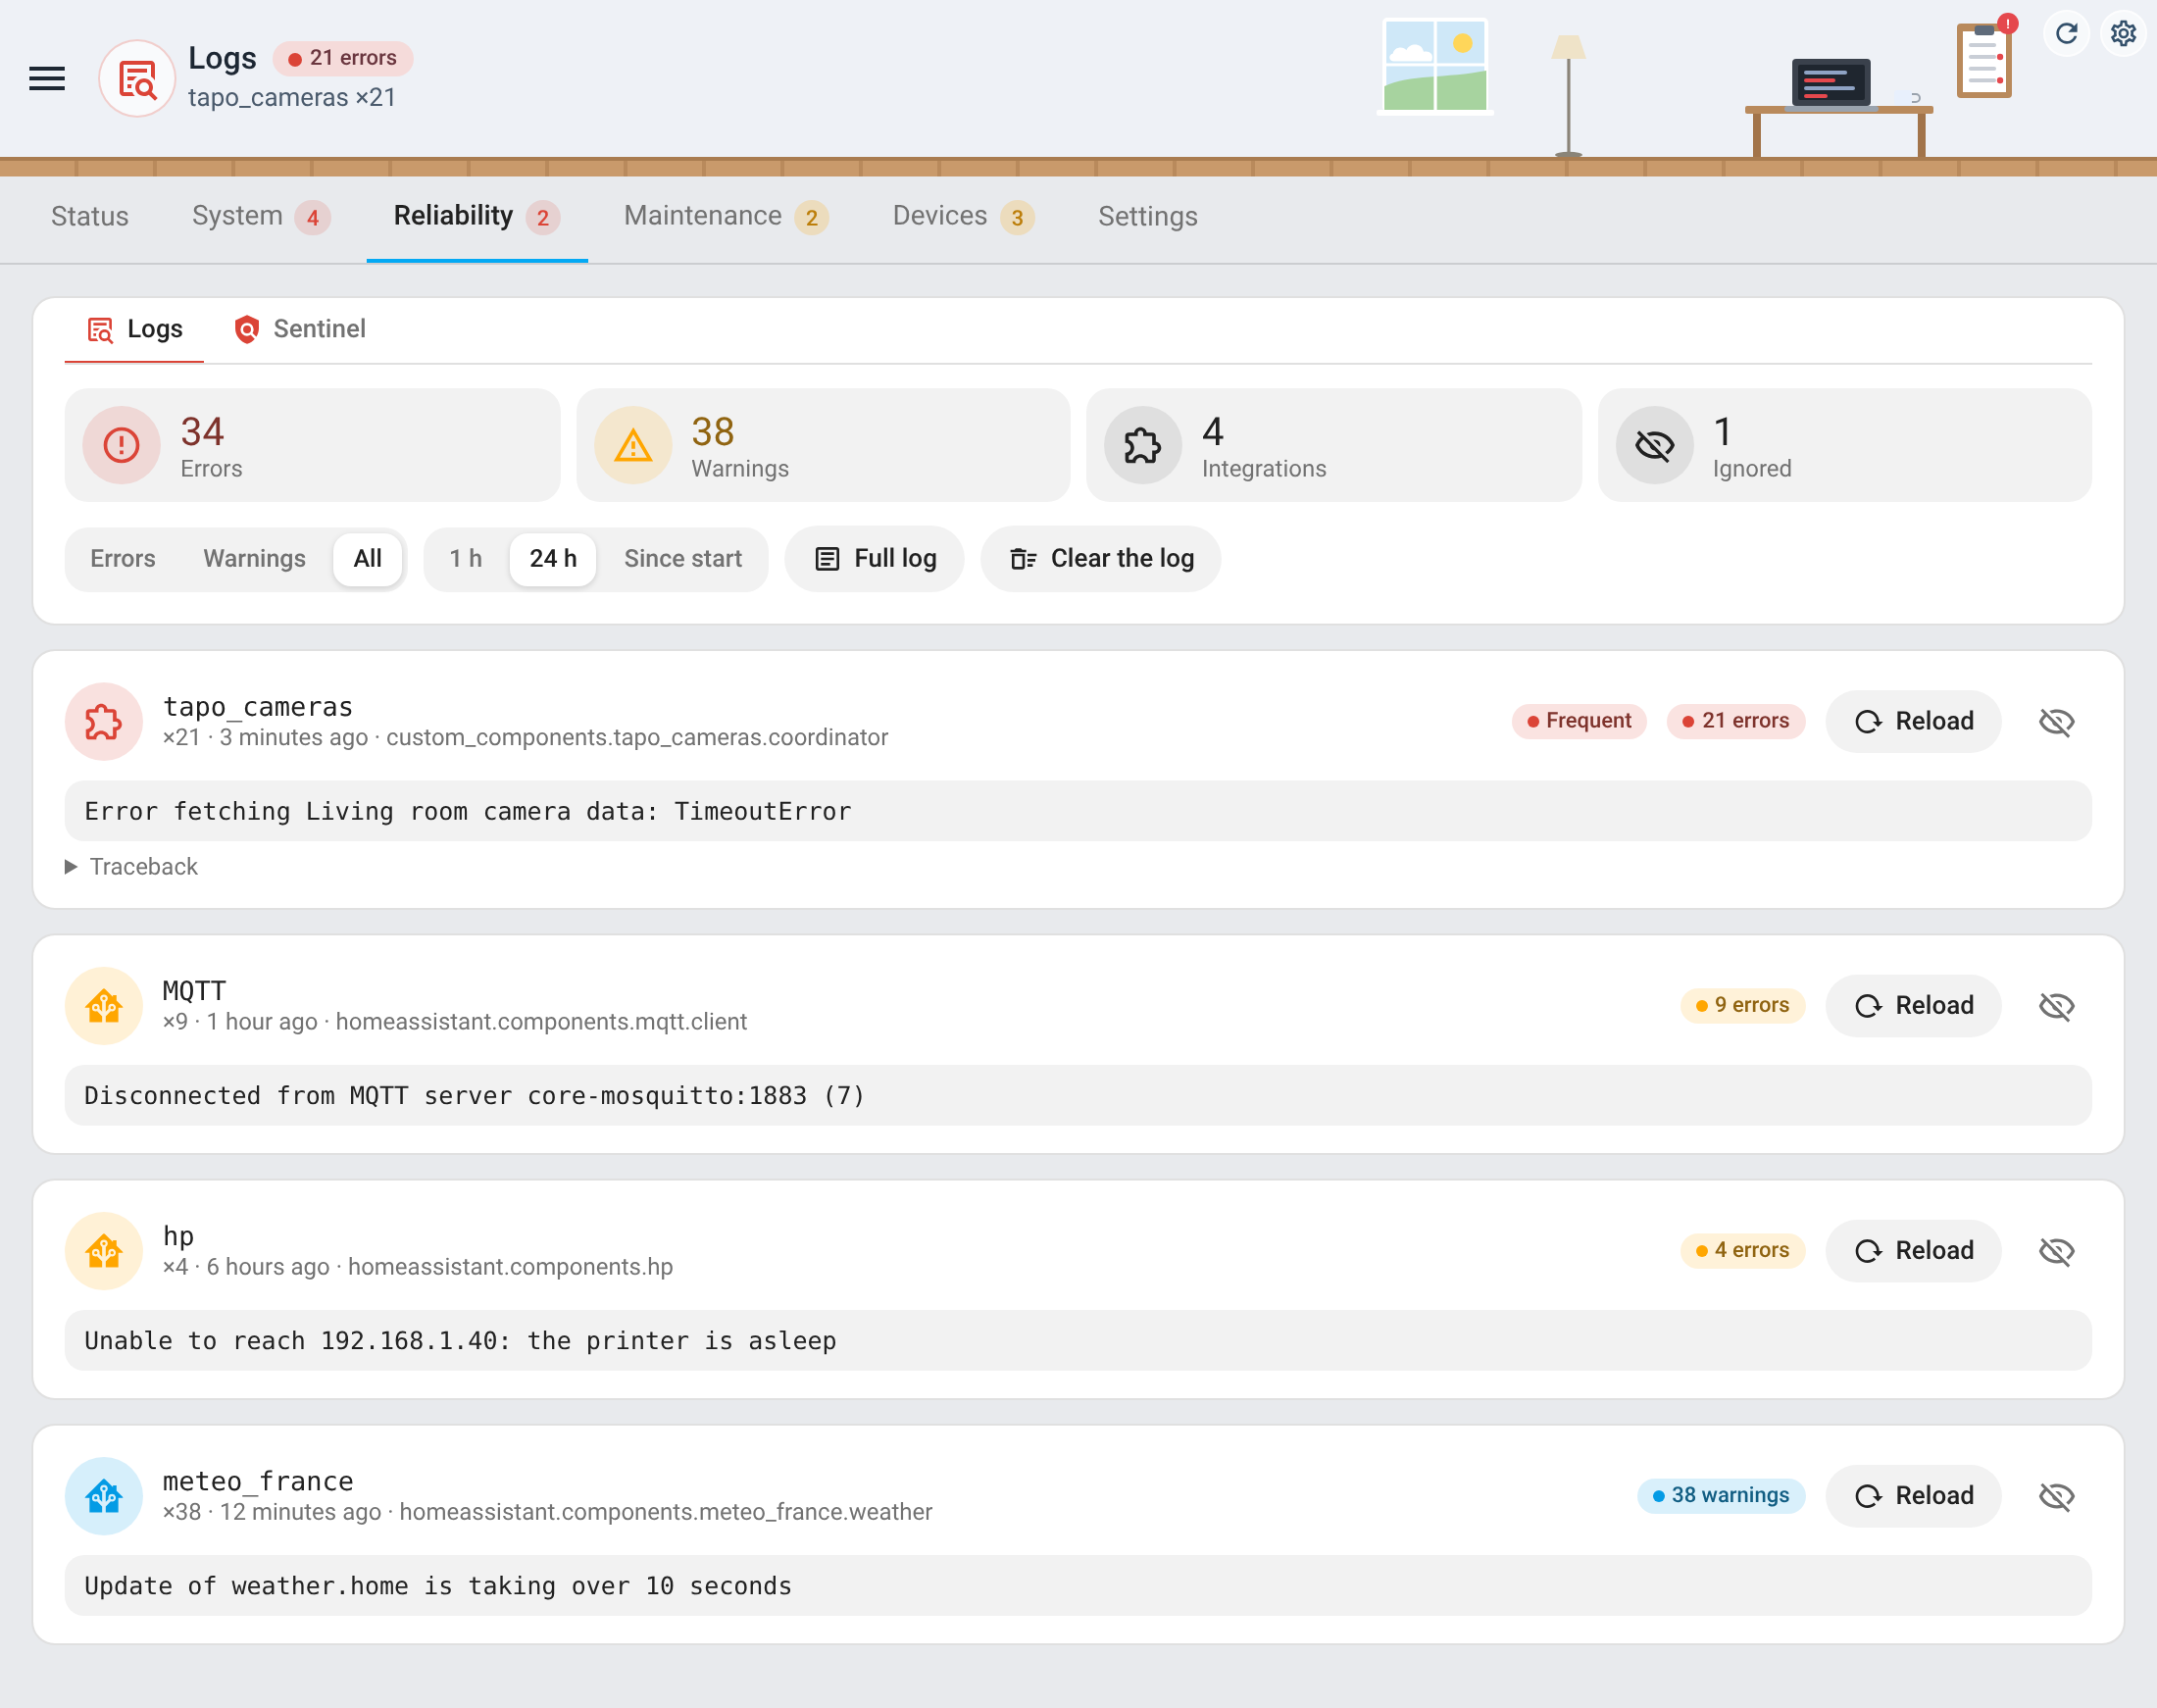 Logs 21 errors
tapo_cameras ×21
!
Status System 4 Reliability 2 Maintenance 2 Devices 3 Settings
Logs Sentinel
34 Errors
38 Warnings
4 Integrations
1 Ignored
Errors Warnings All 1 h 24 h Since start Full log Clear the log
tapo_cameras
×21 · 3 minutes ago · custom_components.tapo_cameras.coordinator
Frequent 21 errors Reload
Error fetching Living room camera data: TimeoutError
Traceback
MQTT
×9 · 1 hour ago · homeassistant.components.mqtt.client
9 errors Reload
Disconnected from MQTT server core-mosquitto:1883 (7)
hp
×4 · 6 hours ago · homeassistant.components.hp
4 errors Reload
Unable to reach 192.168.1.40: the printer is asleep
meteo_france
×38 · 12 minutes ago · homeassistant.components.meteo_france.weather
38 warnings Reload
Update of weather.home is taking over 10 seconds